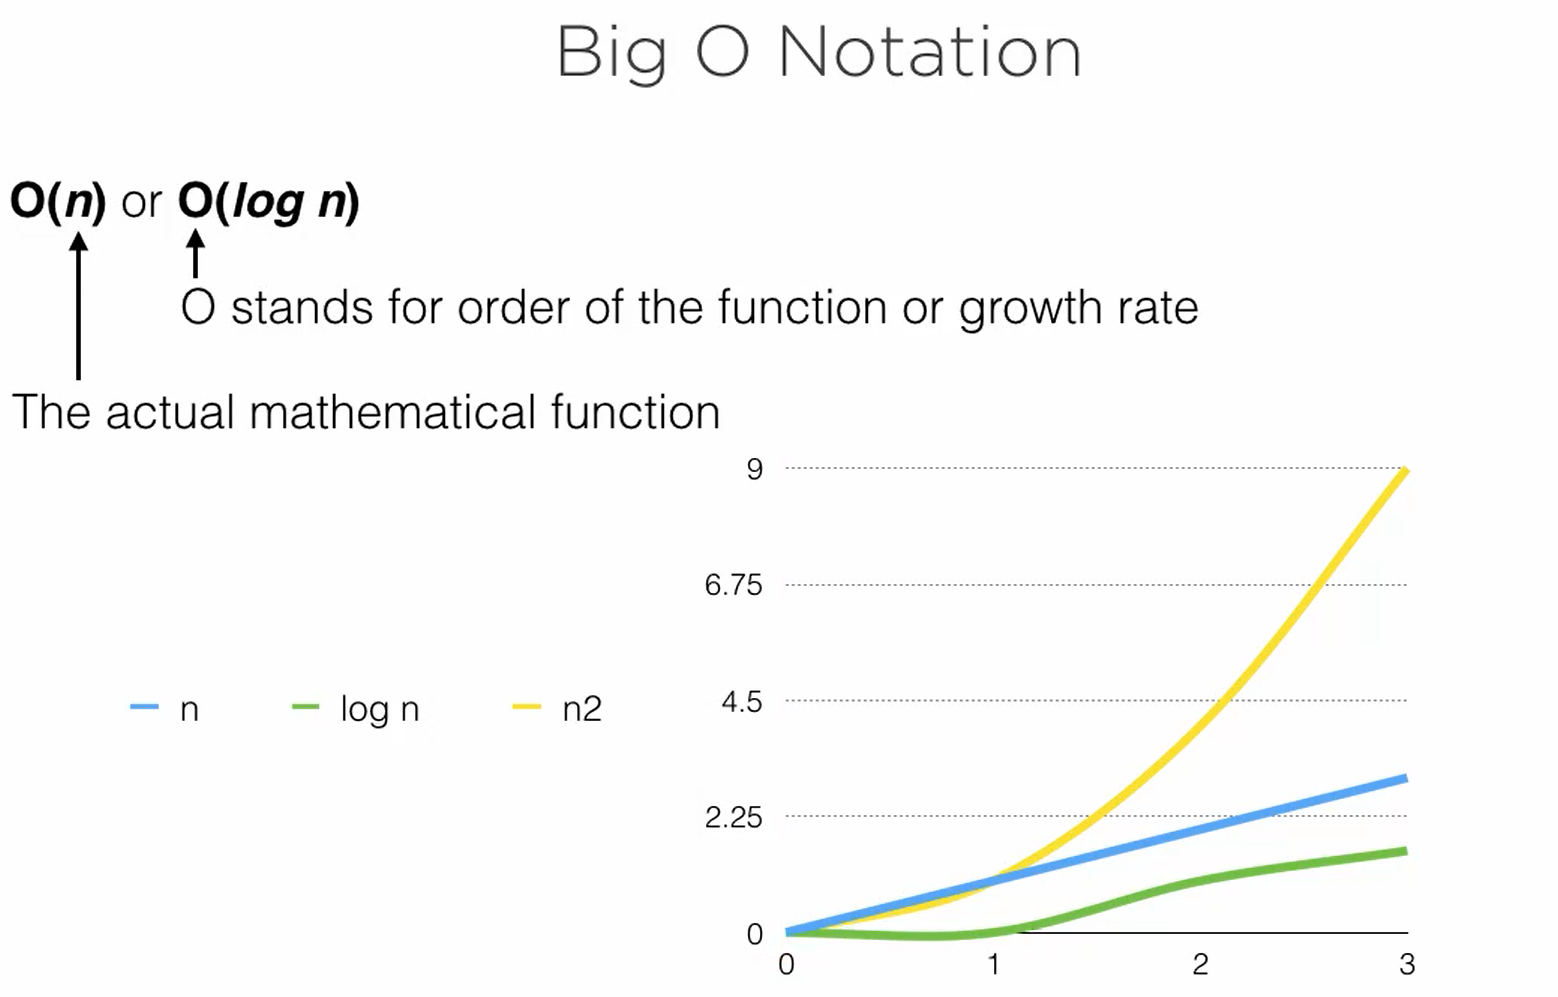 Big O Notation
O(n) or O(log n)
O stands for order of the function or growth rate
The actual mathematical function
9
6.75
4.5
2.25
0
n log n n2
0 1 2 3